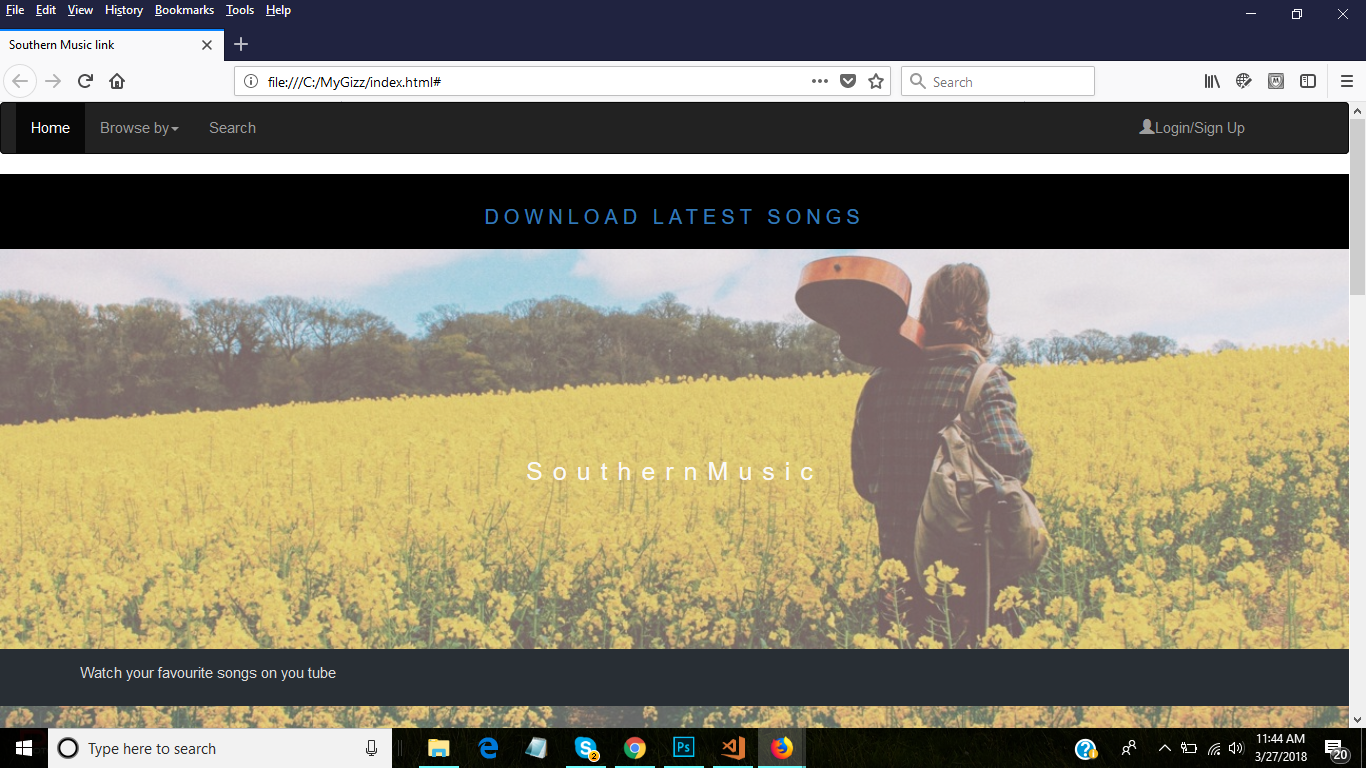 File Edit View History Bookmarks Tools Help
Southern Music link
file:///C:/MyGizz/index.html#
Search
Home Browse by Search Login/Sign Up
DOWNLOAD LATEST SONGS
SouthernMusic
Watch your favourite songs on you tube
Type here to search
2
Ps
11:44 AM
3/27/2018
20